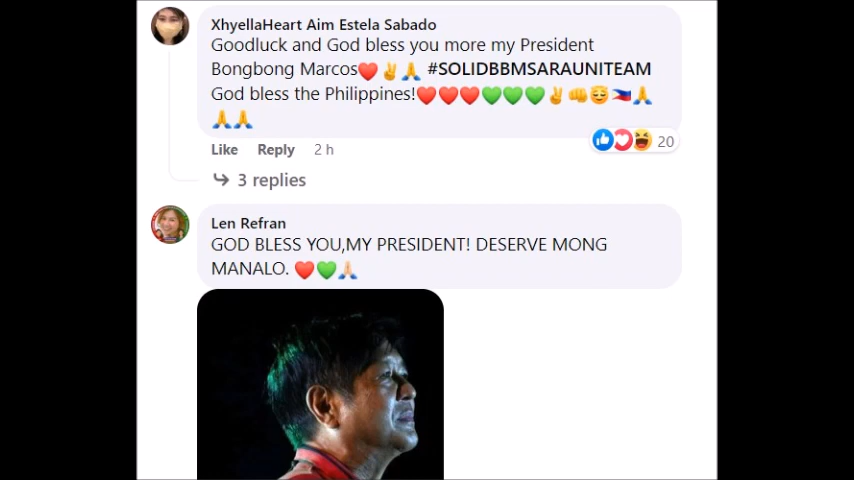 XhyellaHeart Aim Estela Sabado
Goodluck and God bless you more my President
Bongbong Marcos❤️✌️🙏 #SOLIDBBMSARAUNITEAM
God bless the Philippines!❤️❤️❤️💚💚💚✌️👊😇🇵🇭🙏
🙏🙏
Like Reply 2 h 20
3 replies
Len Refran
GOD BLESS YOU,MY PRESIDENT! DESERVE MONG
MANALO. ❤️💚🙏🏻